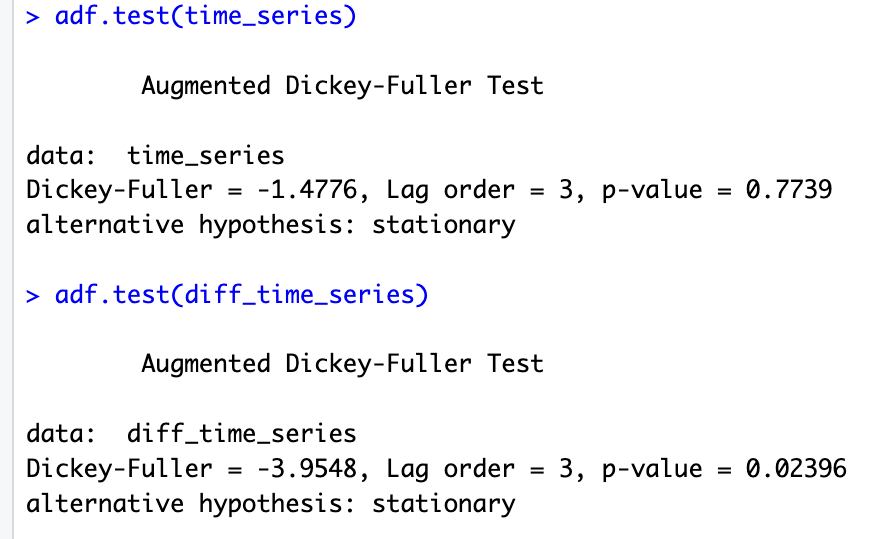 > adf.test(time_series)
Augmented Dickey-Fuller Test
data:  time_series
Dickey-Fuller = -1.4776, Lag order = 3, p-value = 0.7739
alternative hypothesis: stationary
> adf.test(diff_time_series)
Augmented Dickey-Fuller Test
data:  diff_time_series
Dickey-Fuller = -3.9548, Lag order = 3, p-value = 0.02396
alternative hypothesis: stationary